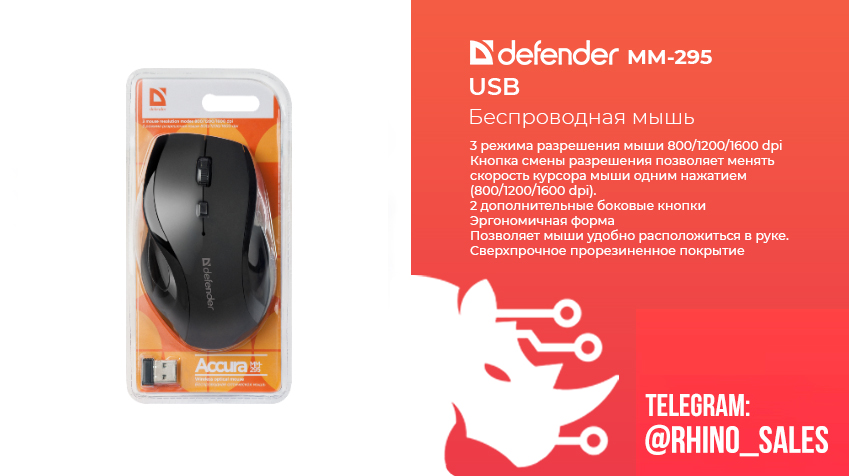 defender MM-295
USB
Беспроводная мышь
3 режима разрешения мыши 800/1200/1600 dpi
Кнопка смены разрешения позволяет менять
скорость курсора мыши одним нажатием
(800/1200/1600 dpi).
2 дополнительные боковые кнопки
Эргономичная форма
Позволяет мыши удобно расположиться в руке.
Сверхпрочное прорезиненное покрытие
defender
Accura
TELEGRAM:
@RHINO_SALES